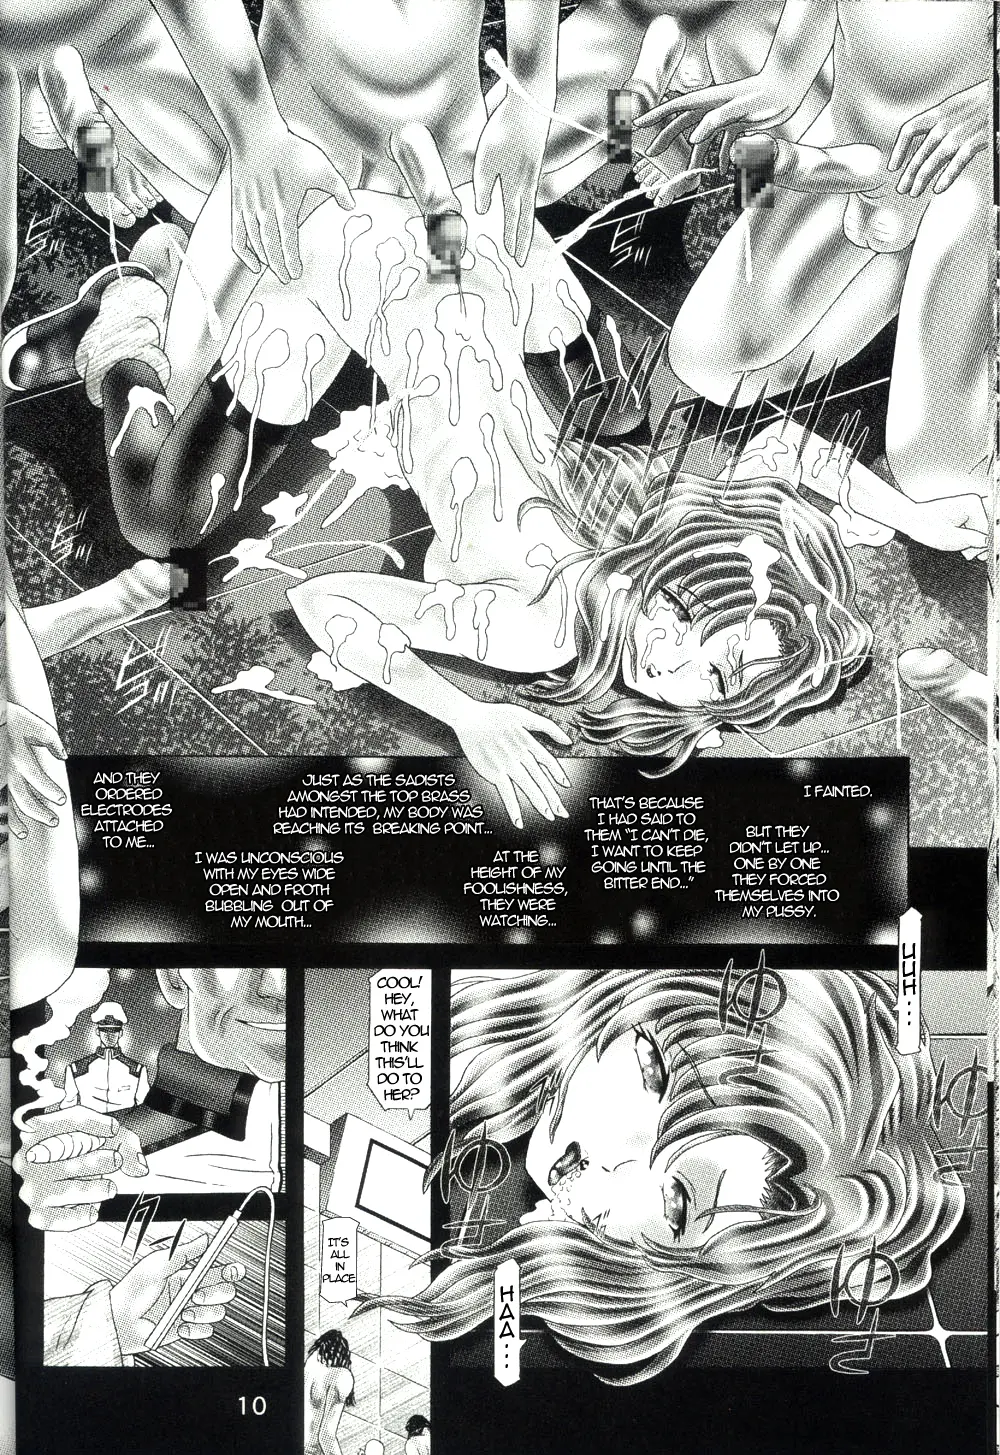 I FAINTED.
BUT THEY
DIDN'T LET UP...
ONE BY ONE
THEY FORCED
THEMSELVES INTO
MY PUSSY.
THAT'S BECAUSE
I HAD SAID TO
THEM "I CAN'T DIE,
I WANT TO KEEP
GOING UNTIL THE
BITTER END..."
AT THE
HEIGHT OF MY
FOOLISHNESS,
THEY WERE
WATCHING...
JUST AS THE SADISTS
AMONGST THE TOP BRASS
HAD INTENDED, MY BODY WAS
REACHING ITS BREAKING POINT...
I WAS UNCONSCIOUS
WITH MY EYES WIDE
OPEN AND FROTH
BUBBLING OUT OF
MY MOUTH...
AND THEY
ORDERED
ELECTRODES
ATTACHED
TO ME...
UUH...
HAA...
COOL!
HEY,
WHAT
DO YOU
THINK
THIS'LL
DO TO
HER?
IT'S
ALL
IN
PLACE
10